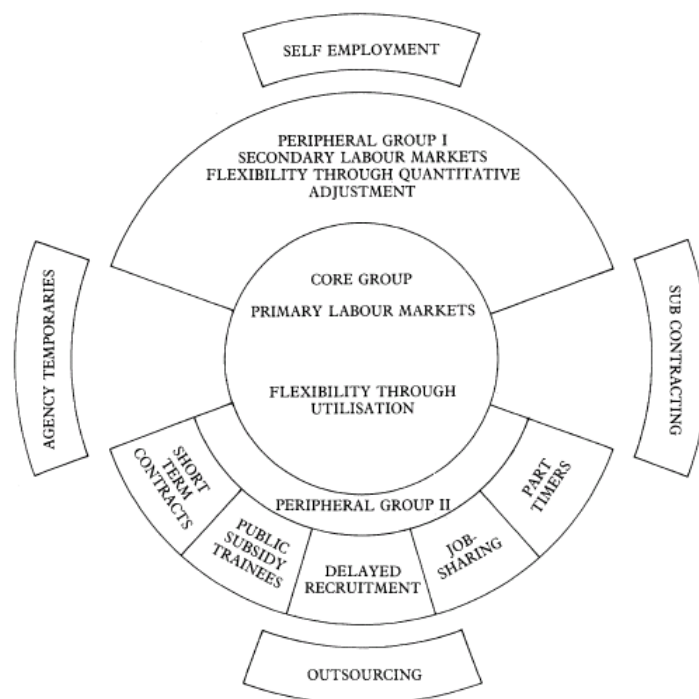 SELF EMPLOYMENT
PERIPHERAL GROUP I
SECONDARY LABOUR MARKETS
FLEXIBILITY THROUGH QUANTITATIVE
ADJUSTMENT
AGENCY TEMPORARIES
CORE GROUP
PRIMARY LABOUR MARKETS
FLEXIBILITY THROUGH
UTILISATION
SUB CONTRACTING
PERIPHERAL GROUP II
SHORT
TERM
CONTRACTS
PUBLIC
SUBSIDY
TRAINEES
DELAYED
RECRUITMENT
JOB-
SHARING
PART
TIMERS
OUTSOURCING